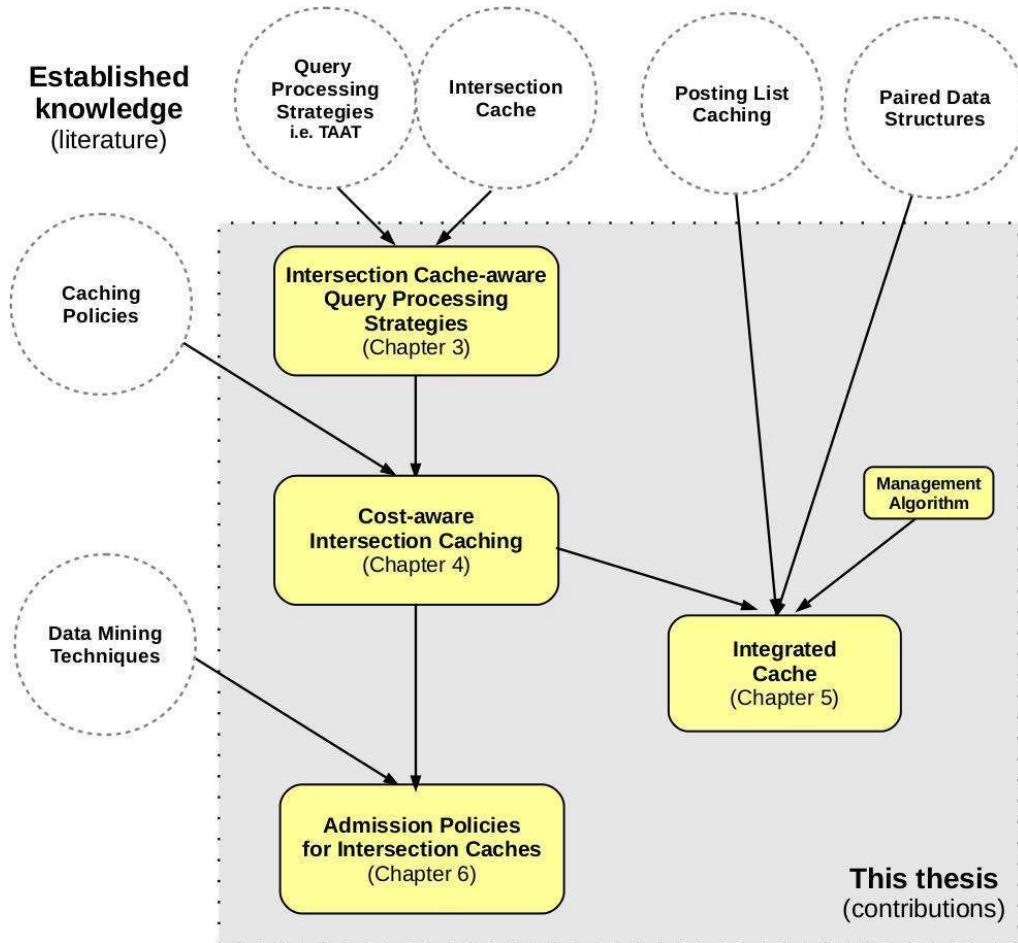 Established
knowledge
(literature)
Query
Processing
Strategies
i.e. TAAT
Intersection
Cache
Posting List
Caching
Paired Data
Structures
Caching
Policies
Intersection Cache-aware
Query Processing
Strategies
(Chapter 3)
Cost-aware
Intersection Caching
(Chapter 4)
Management
Algorithm
Data Mining
Techniques
Integrated
Cache
(Chapter 5)
Admission Policies
for Intersection Caches
(Chapter 6)
This thesis
(contributions)